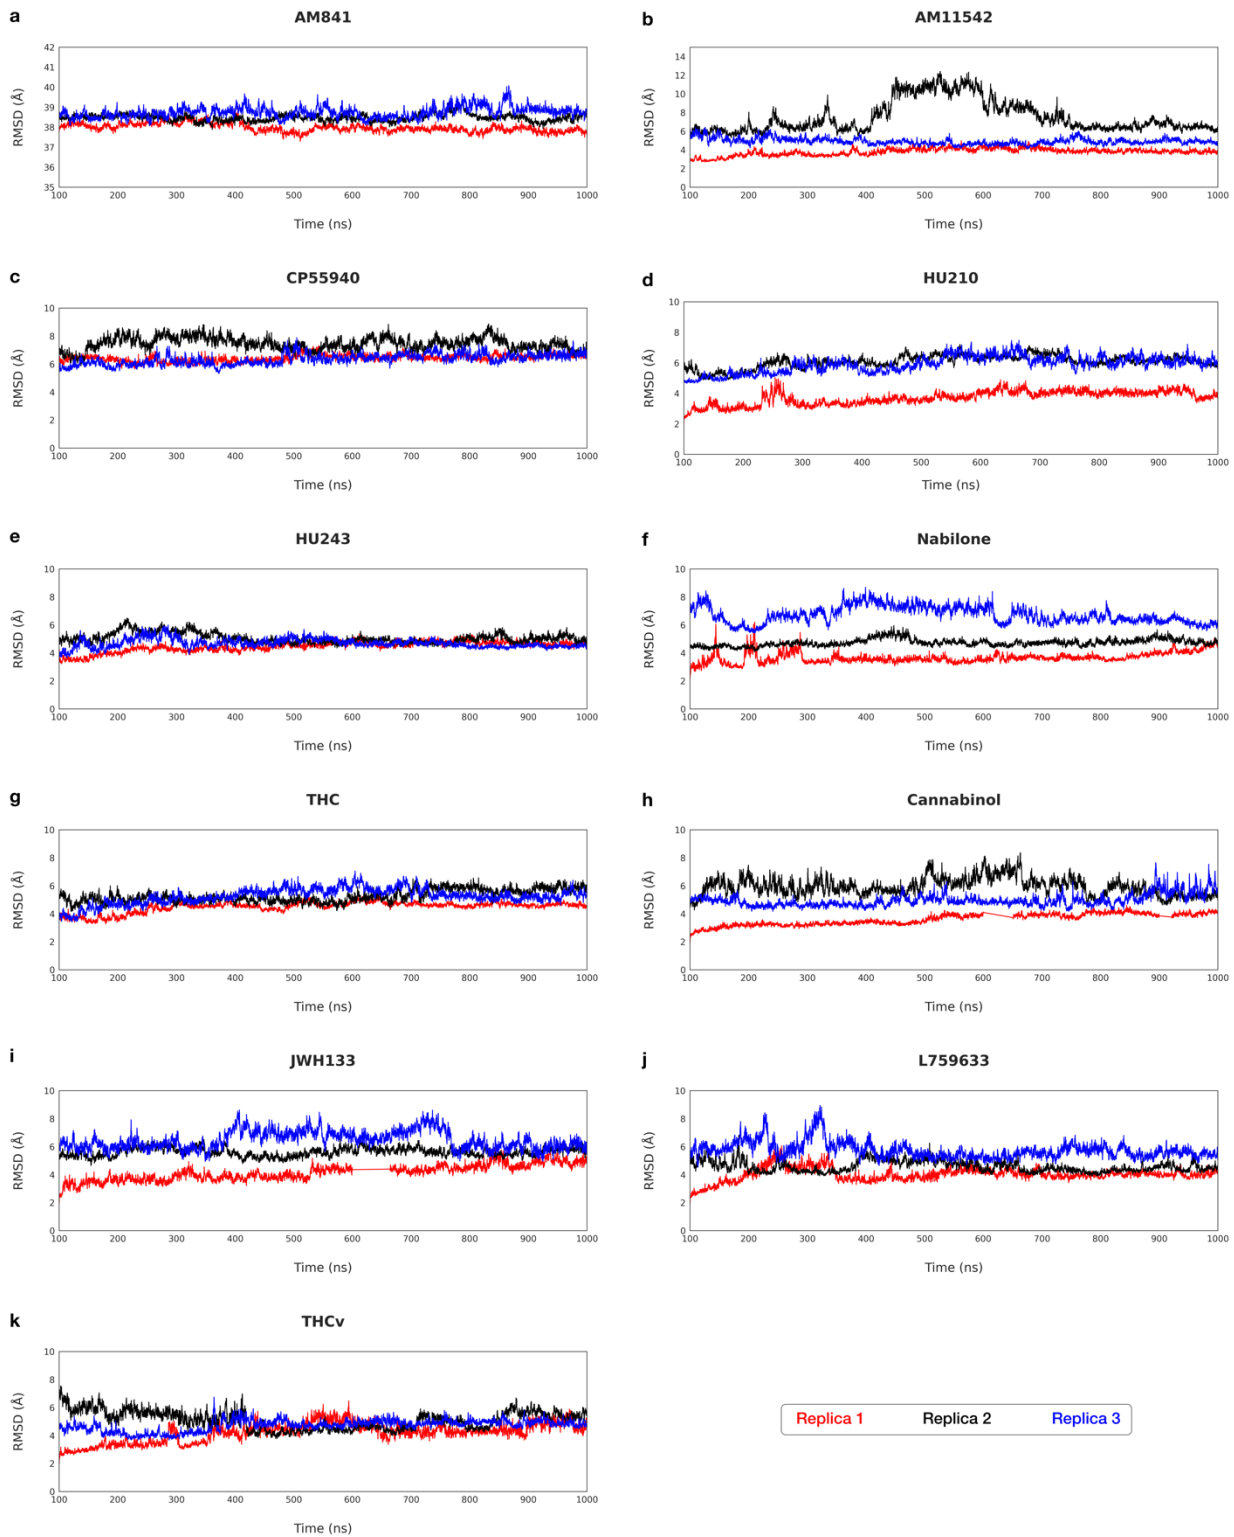 a
AM841
42
41
40
39
38
37
36
35
RMSD (Å)
100 200 300 400 500 600 700 800 900 1000
Time (ns)
b
AM11542
14
12
10
8
6
4
2
0
RMSD (Å)
100 200 300 400 500 600 700 800 900 1000
Time (ns)
c
CP55940
10
8
6
4
2
0
RMSD (Å)
100 200 300 400 500 600 700 800 900 1000
Time (ns)
d
HU210
10
8
6
4
2
0
RMSD (Å)
100 200 300 400 500 600 700 800 900 1000
Time (ns)
e
HU243
10
8
6
4
2
0
RMSD (Å)
100 200 300 400 500 600 700 800 900 1000
Time (ns)
f
Nabilone
10
8
6
4
2
0
RMSD (Å)
100 200 300 400 500 600 700 800 900 1000
Time (ns)
g
THC
10
8
6
4
2
0
RMSD (Å)
100 200 300 400 500 600 700 800 900 1000
Time (ns)
h
Cannabinol
10
8
6
4
2
0
RMSD (Å)
100 200 300 400 500 600 700 800 900 1000
Time (ns)
i
JWH133
10
8
6
4
2
0
RMSD (Å)
100 200 300 400 500 600 700 800 900 1000
Time (ns)
j
L759633
10
8
6
4
2
0
RMSD (Å)
100 200 300 400 500 600 700 800 900 1000
Time (ns)
k
THCv
10
8
6
4
2
0
RMSD (Å)
100 200 300 400 500 600 700 800 900 1000
Time (ns)
Replica 1 Replica 2 Replica 3